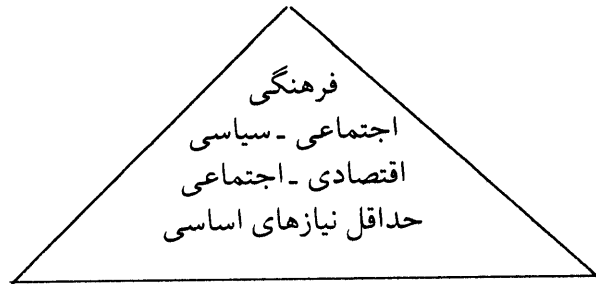 فرهنگی
اجتماعی ـ سیاسی
اقتصادی ـ اجتماعی
حداقل نیازهای اساسی